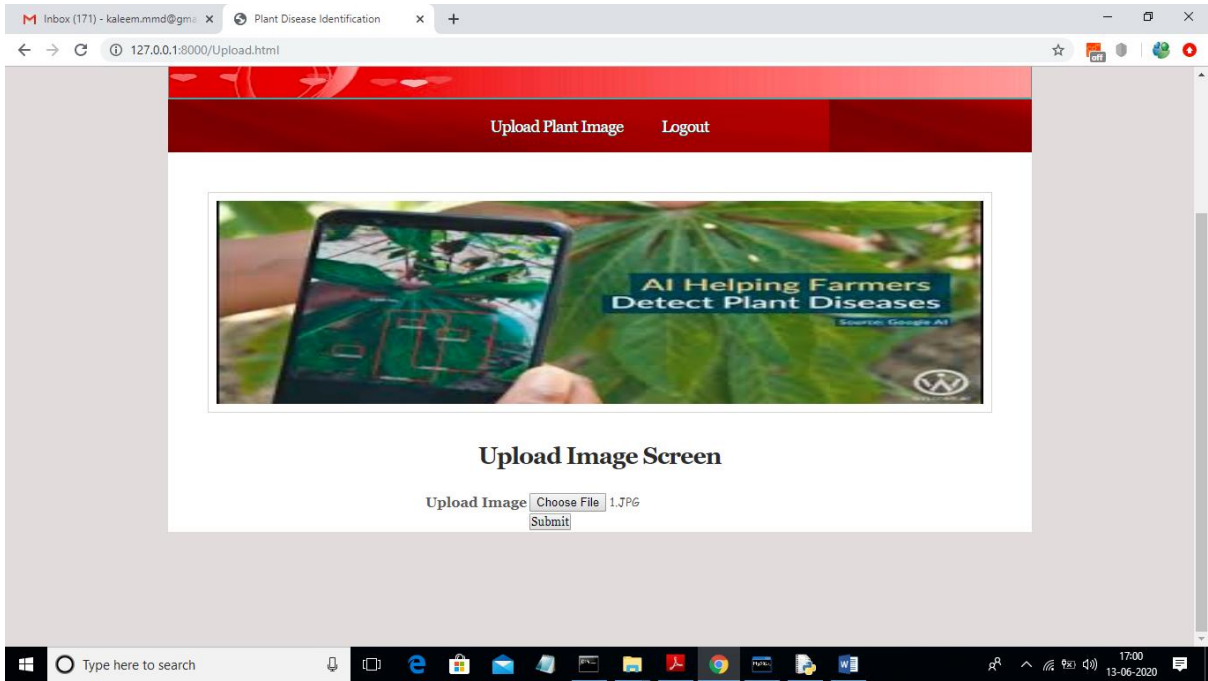 Inbox (171) - kaleem.mmd@gma
Plant Disease Identification
127.0.0.1:8000/Upload.html
off
Upload Plant Image Logout
AI Helping Farmers
Detect Plant Diseases
Source: Google AI
Upload Image Screen
Upload Image Choose File 1.JPG
Submit
Type here to search
17:00
13-06-2020